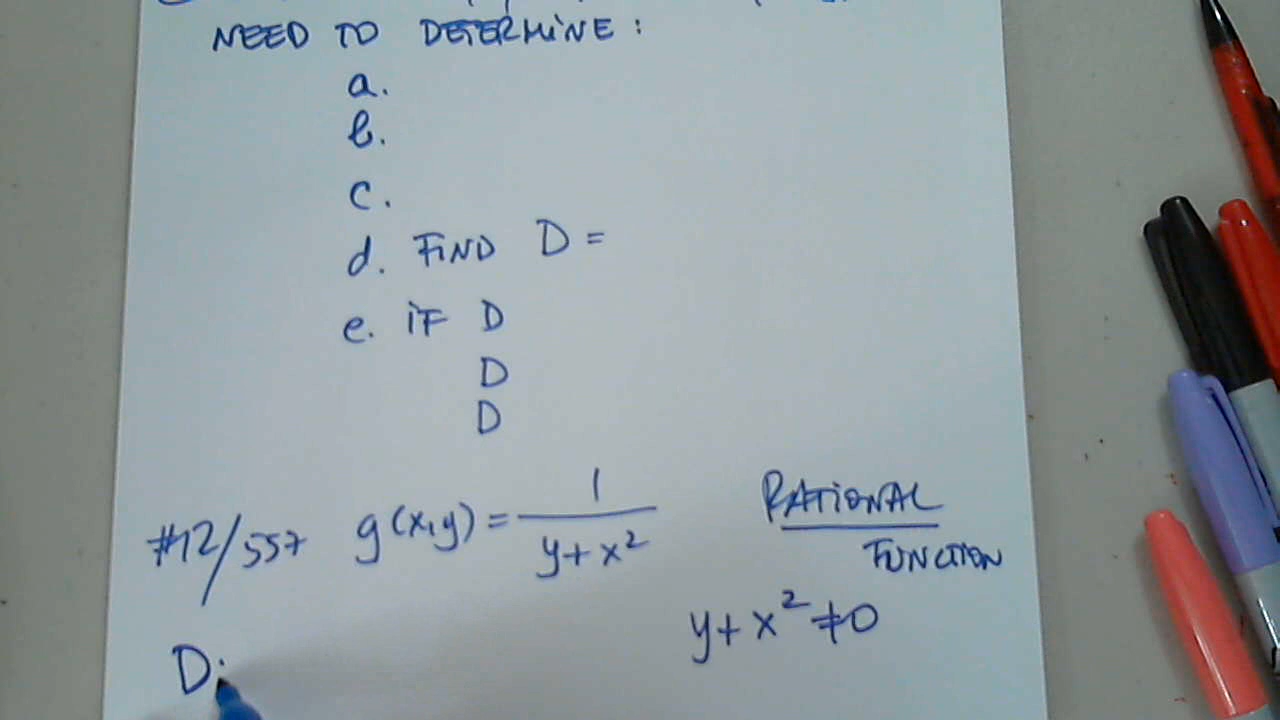 NEED TO DETERMINE:
a.
b.
c.
d. FIND D =
e. IF D
D
D
#12/557 g(x,y) = 1/(y+x²) RATIONAL
FUNCTION
y+x² ≠0
D: